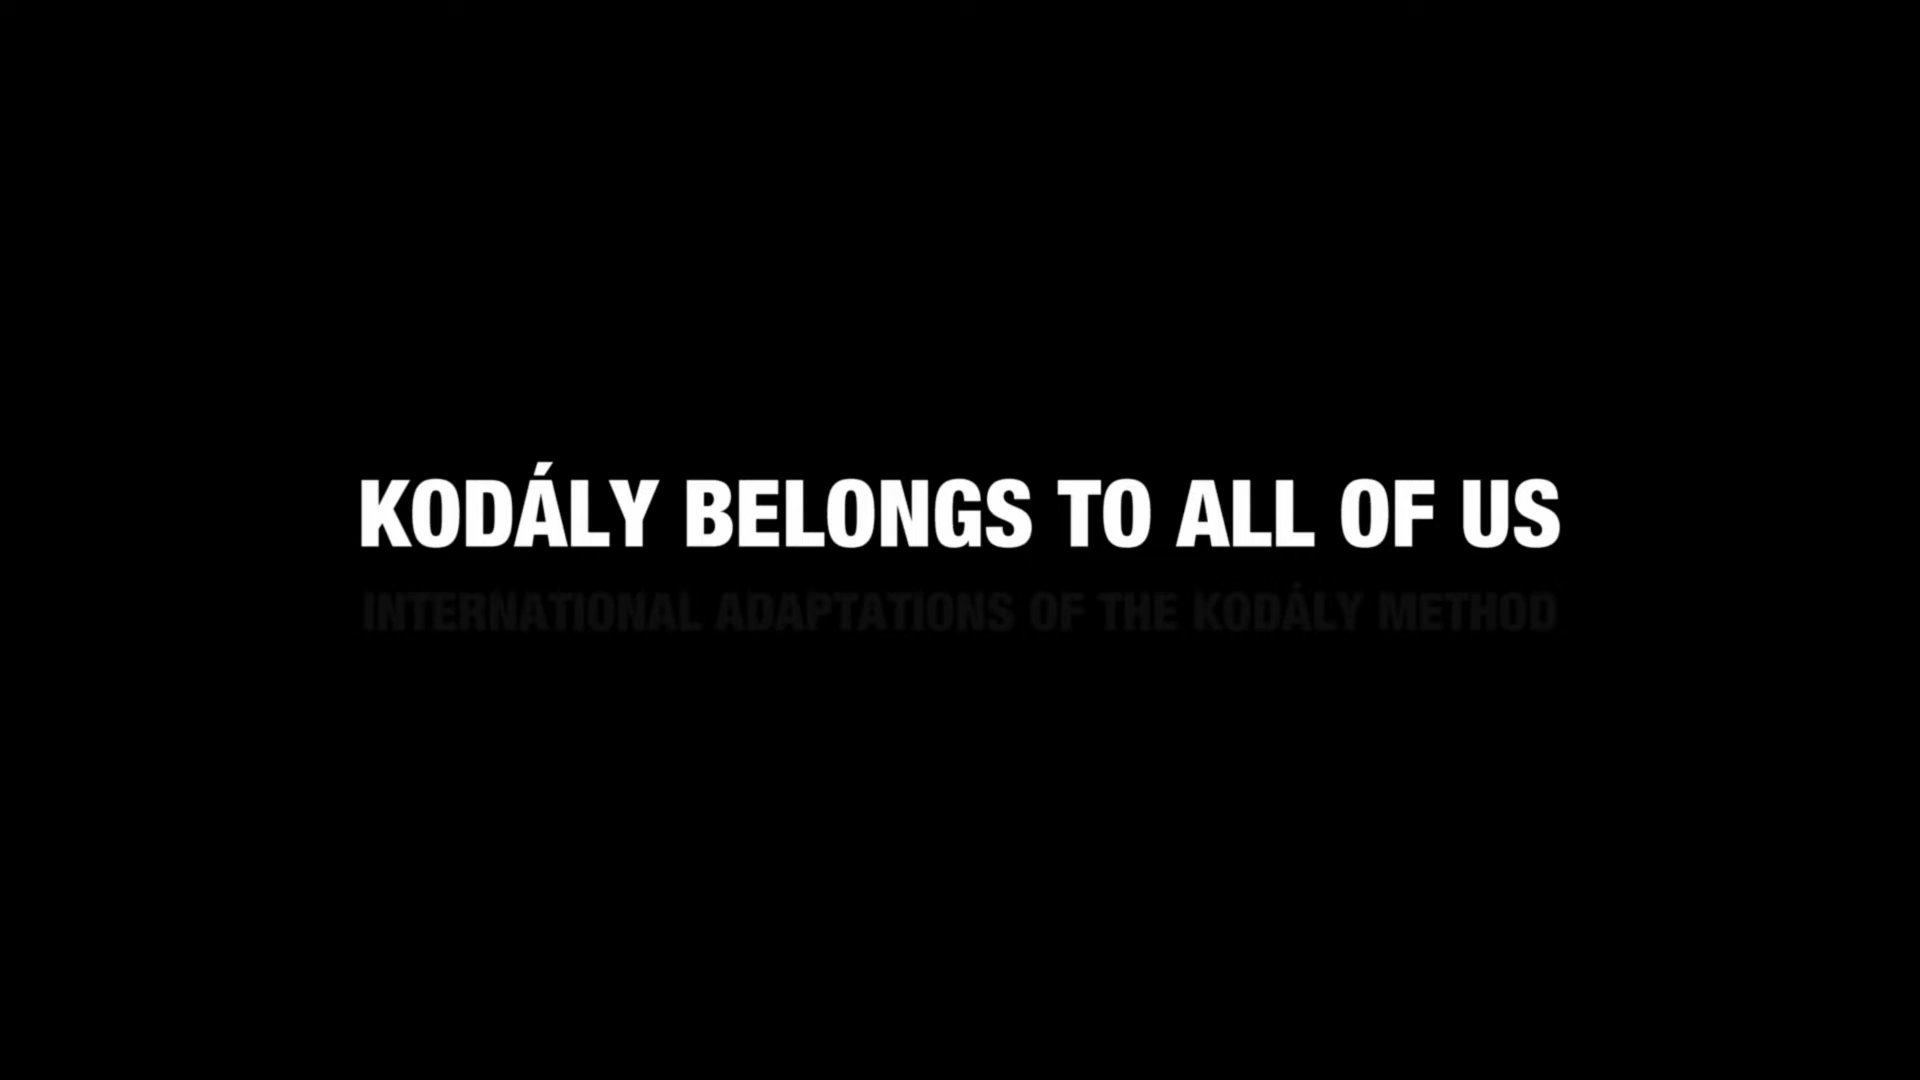 KODÁLY BELONGS TO ALL OF US
INTERNATIONAL ADAPTATIONS OF THE KODÁLY METHOD